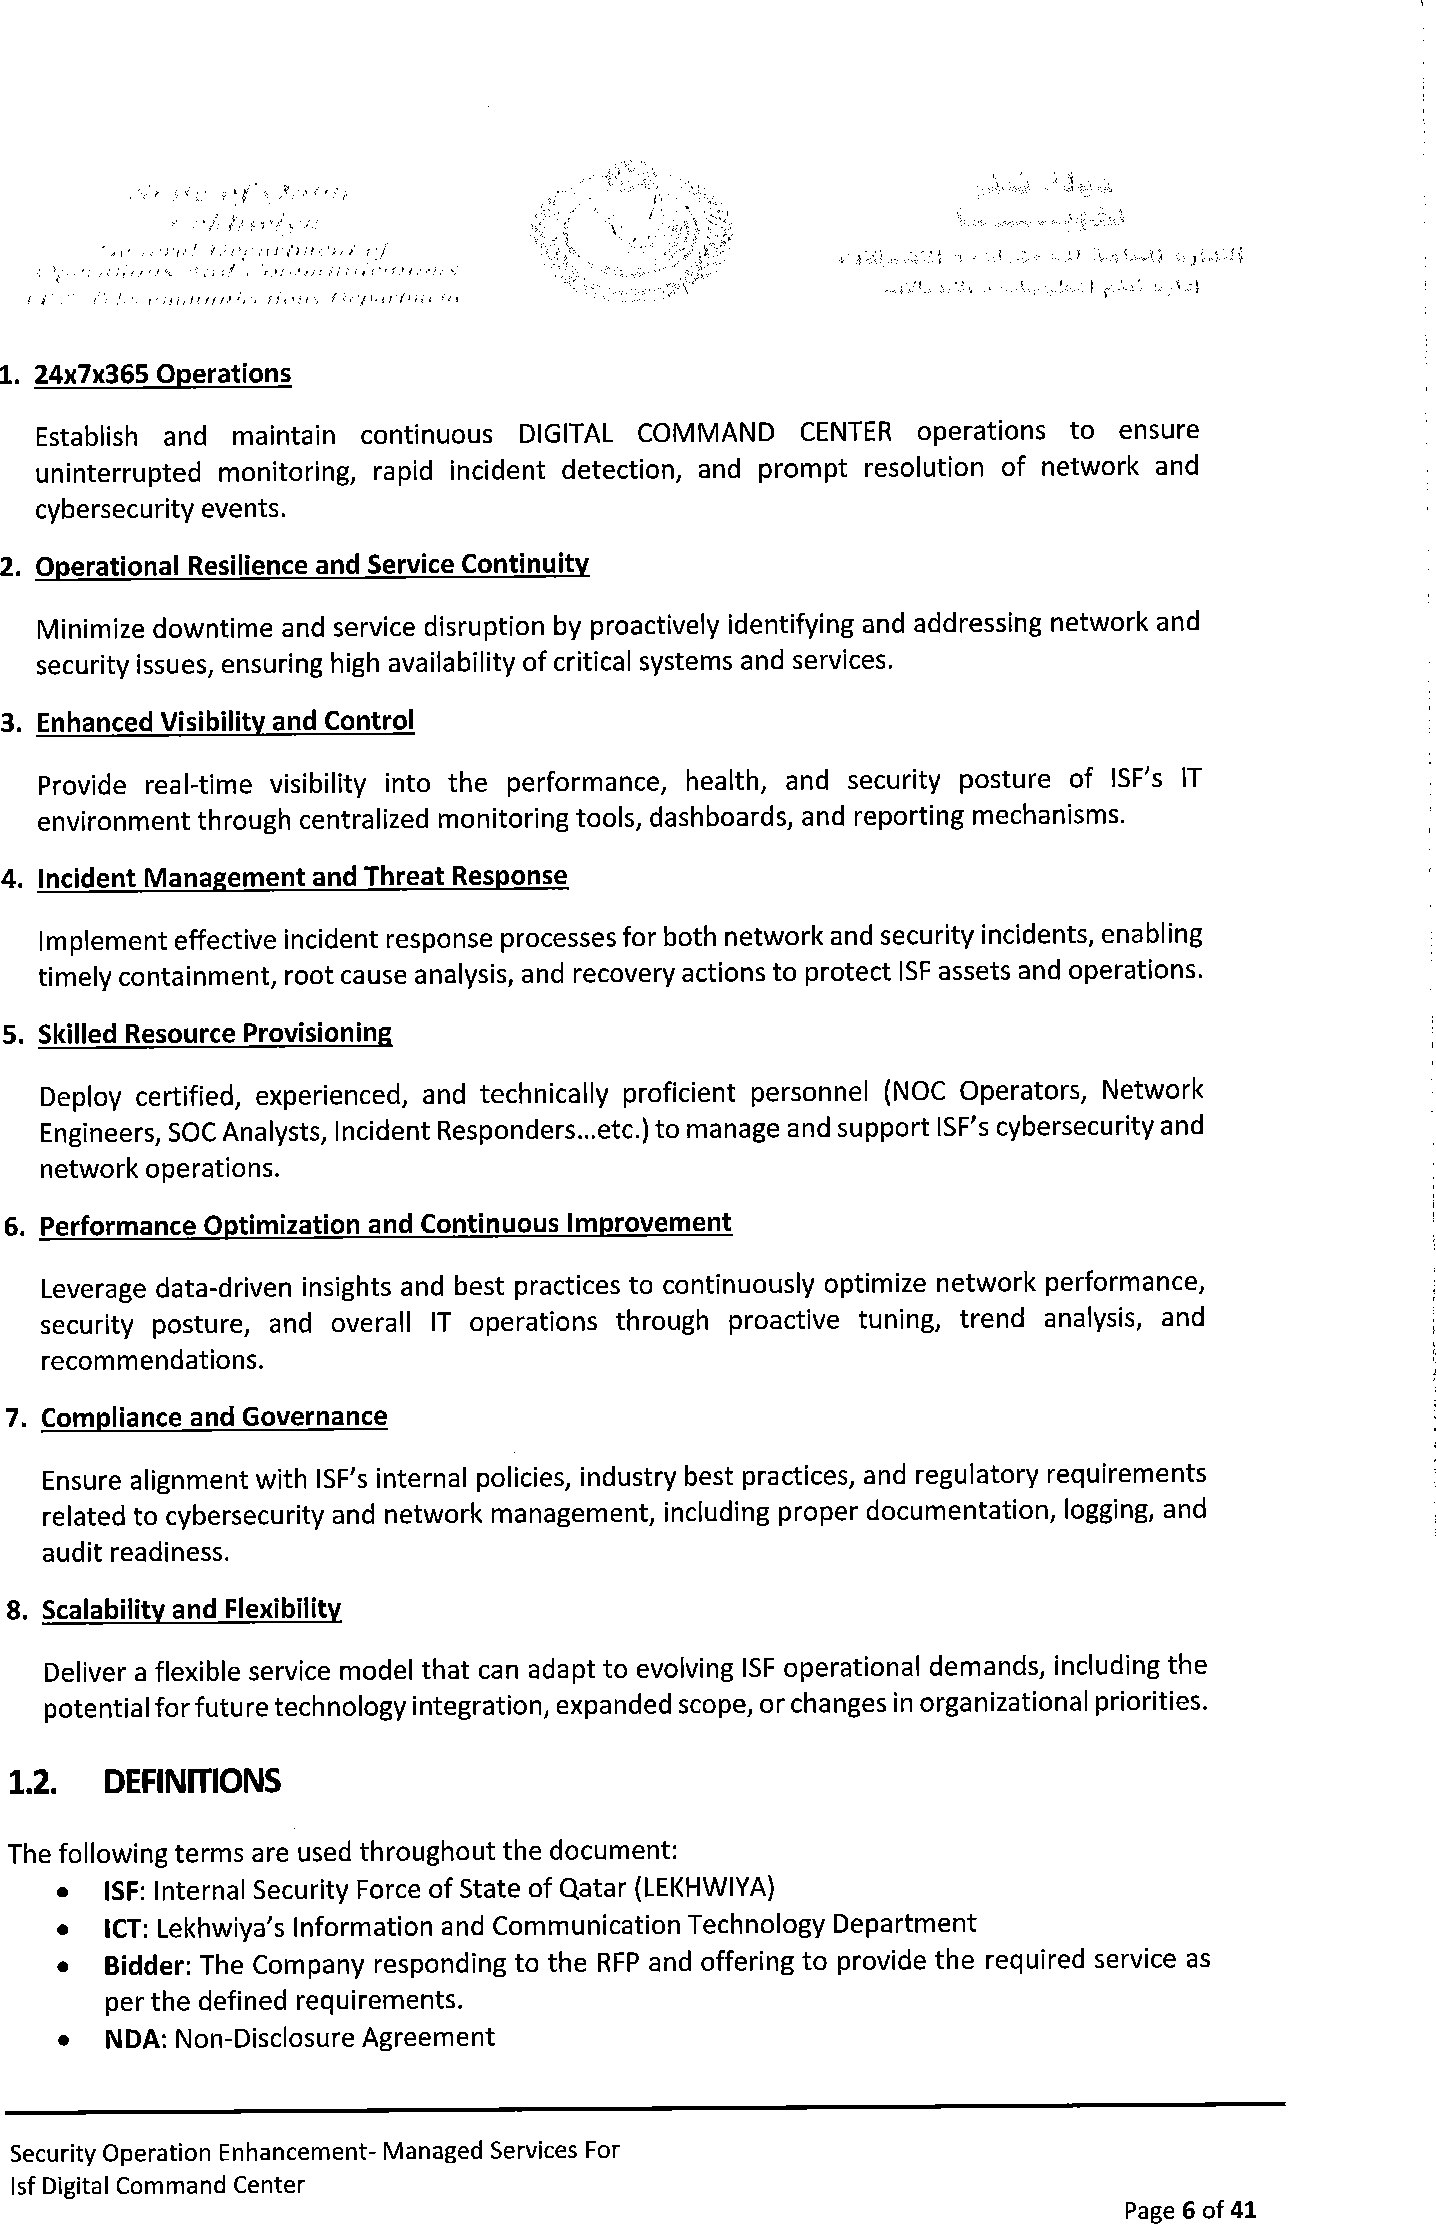 State of Qatar
Lekhwiya
General Department of
Operations and Communications
Department
دولة قطر
لخويا
1. 24x7x365 Operations
Establish and maintain continuous DIGITAL COMMAND CENTER operations to ensure
uninterrupted monitoring, rapid incident detection, and prompt resolution of network and
cybersecurity events.
2. Operational Resilience and Service Continuity
Minimize downtime and service disruption by proactively identifying and addressing network and
security issues, ensuring high availability of critical systems and services.
3. Enhanced Visibility and Control
Provide real-time visibility into the performance, health, and security posture of ISF's IT
environment through centralized monitoring tools, dashboards, and reporting mechanisms.
4. Incident Management and Threat Response
Implement effective incident response processes for both network and security incidents, enabling
timely containment, root cause analysis, and recovery actions to protect ISF assets and operations.
5. Skilled Resource Provisioning
Deploy certified, experienced, and technically proficient personnel (NOC Operators, Network
Engineers, SOC Analysts, Incident Responders...etc.) to manage and support ISF's cybersecurity and
network operations.
6. Performance Optimization and Continuous Improvement
Leverage data-driven insights and best practices to continuously optimize network performance,
security posture, and overall IT operations through proactive tuning, trend analysis, and
recommendations.
7. Compliance and Governance
Ensure alignment with ISF's internal policies, industry best practices, and regulatory requirements
related to cybersecurity and network management, including proper documentation, logging, and
audit readiness.
8. Scalability and Flexibility
Deliver a flexible service model that can adapt to evolving ISF operational demands, including the
potential for future technology integration, expanded scope, or changes in organizational priorities.
1.2. DEFINITIONS
The following terms are used throughout the document:
• ISF: Internal Security Force of State of Qatar (LEKHWIYA)
• ICT: Lekhwiya's Information and Communication Technology Department
• Bidder: The Company responding to the RFP and offering to provide the required service as
per the defined requirements.
• NDA: Non-Disclosure Agreement
Security Operation Enhancement- Managed Services For
Isf Digital Command Center
Page 6 of 41